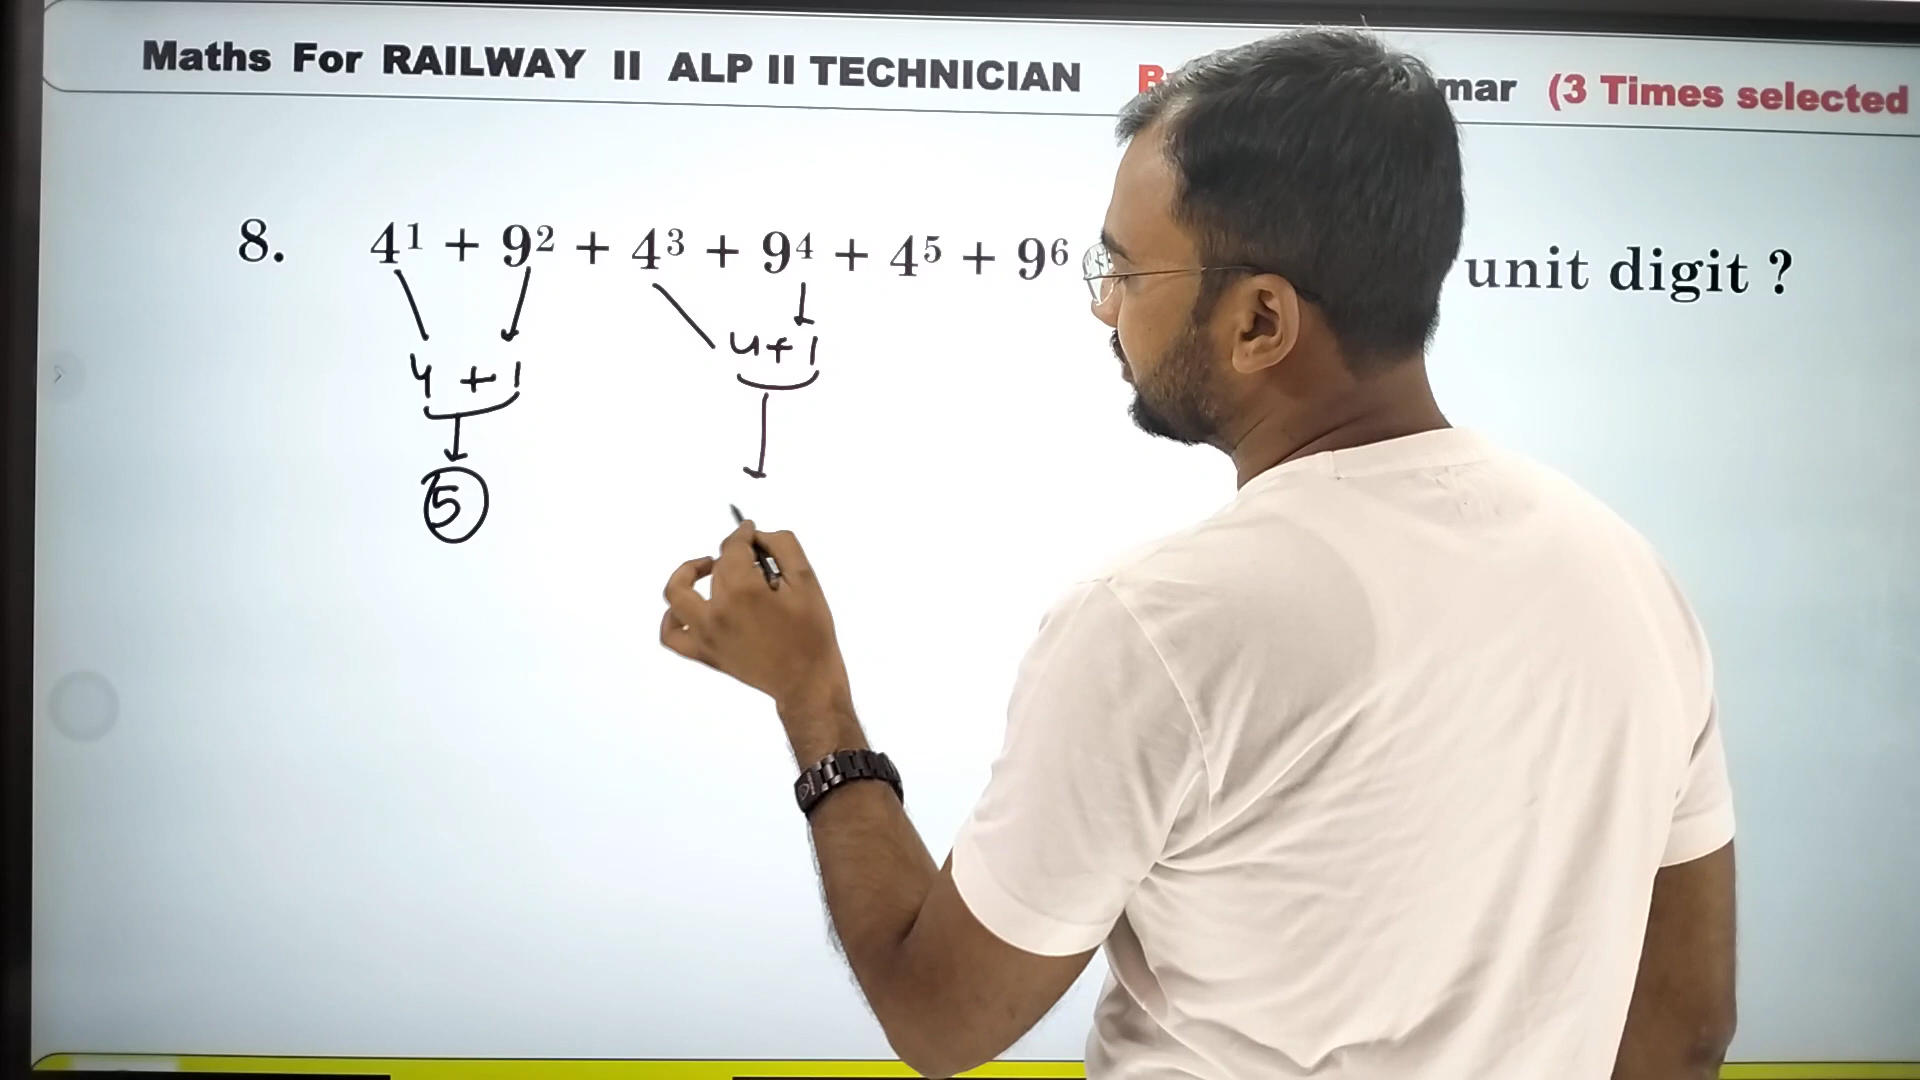 Maths For RAILWAY II ALP II TECHNICIAN mar (3 Times selected
8. 4¹ + 9² + 4³ + 9⁴ + 4⁵ + 9⁶ unit digit ?
4 + 1 4+1
5